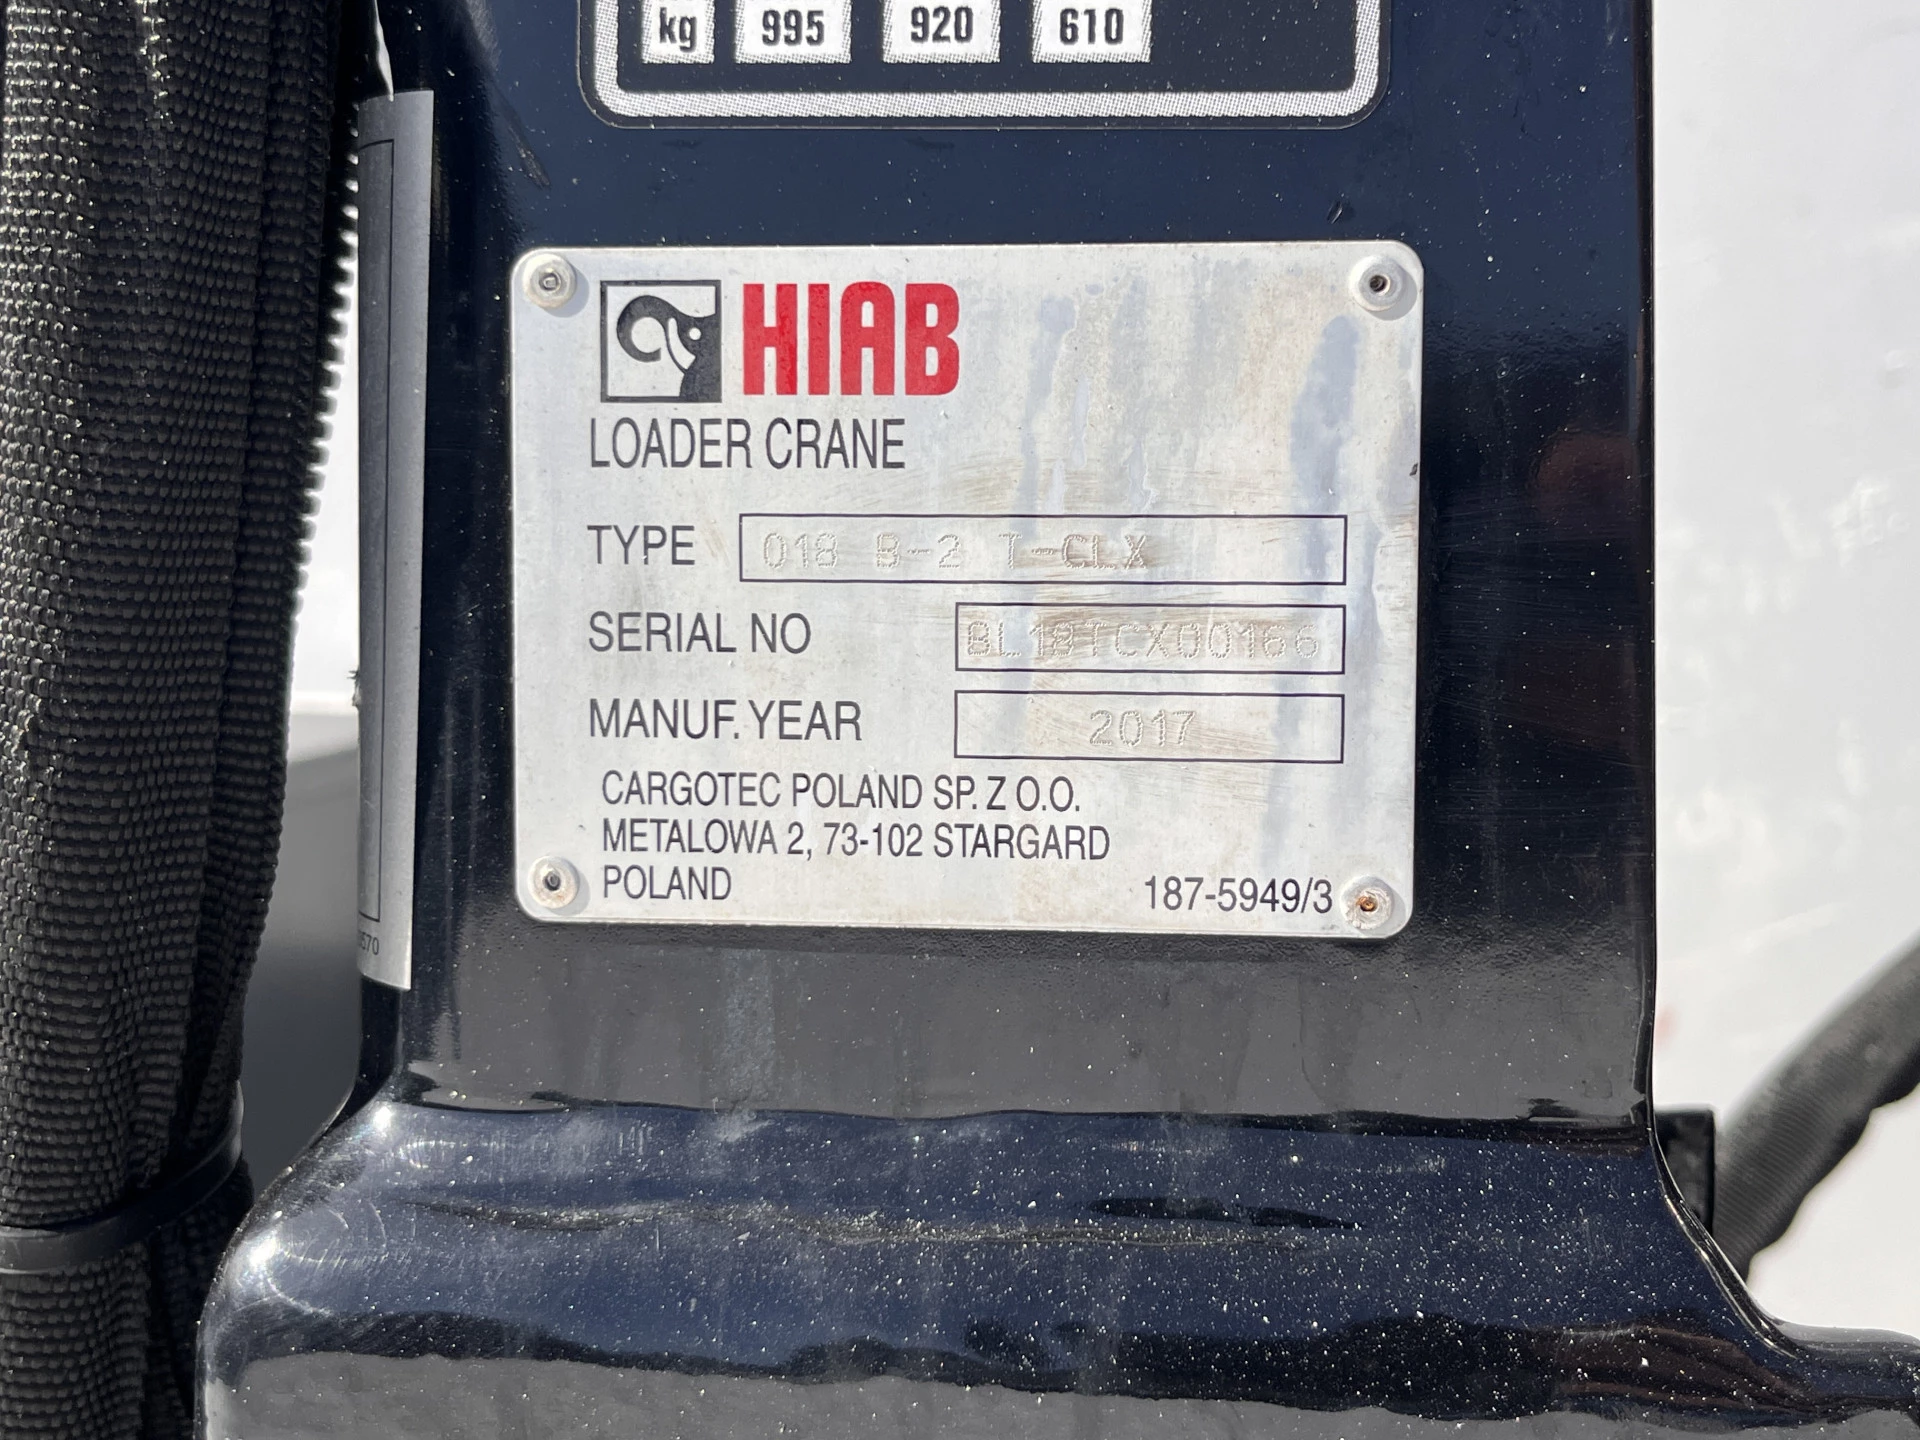 kg 995 920 610
HIAB
LOADER CRANE
TYPE 018 B-2 T-CLX
SERIAL NO BL18TCX00166
MANUF. YEAR 2017
CARGOTEC POLAND SP. Z O.O.
METALOWA 2, 73-102 STARGARD
POLAND
187-5949/3